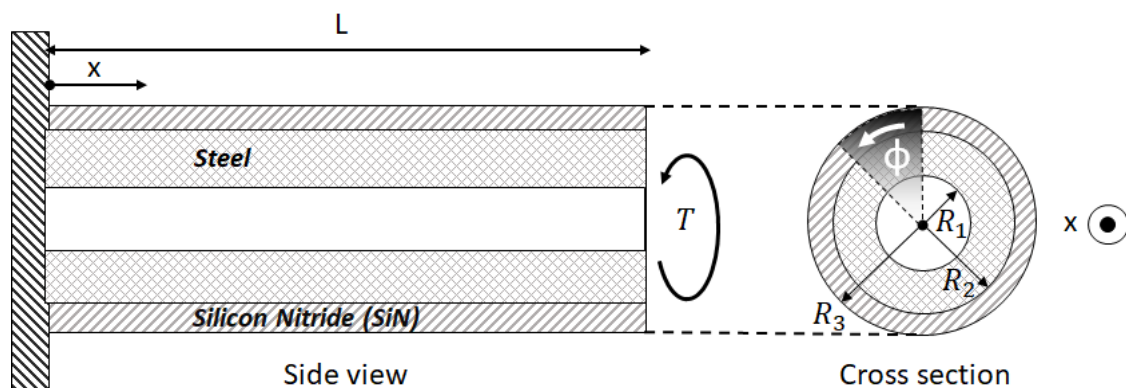 L
x
Steel
T
Silicon Nitride (SiN)
Side view
ϕ
R₁
R₂
R₃
x
Cross section